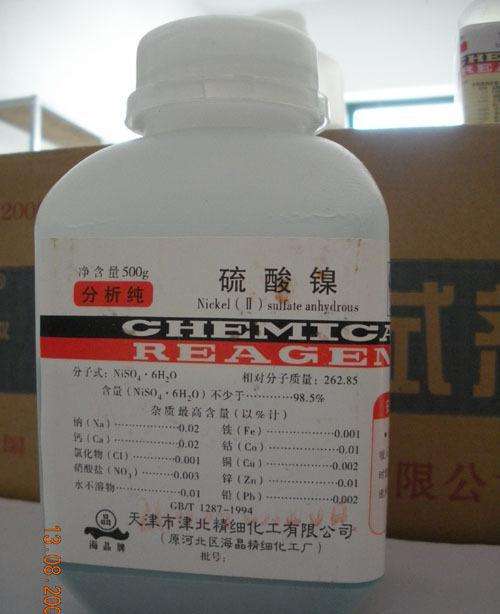 净含量500g
分析纯
硫酸镍
Nickel (Ⅱ) sulfate anhydrous
CHEMICA
REAGEN
分子式: NiSO₄·6H₂O 相对分子质量: 262.85
含量 (NiSO₄·6H₂O) 不少于············98.5%
杂质最高含量 (以%计)
钠(Na)············0.02 铁(Fe)············0.001
钙(Ca)············0.02 钴(Co)············0.01
氯化物(Cl)············0.001 铜(Cu)············0.002
硝酸盐(NO₃)············0.003 锌(Zn)············0.01
水不溶物············0.01 铅(Pb)············0.002
GB/T 1287-1994
海晶牌
天津市津北精细化工有限公司
(原河北区海晶精细化工厂)
批号:
200
试
限公
13.08.200